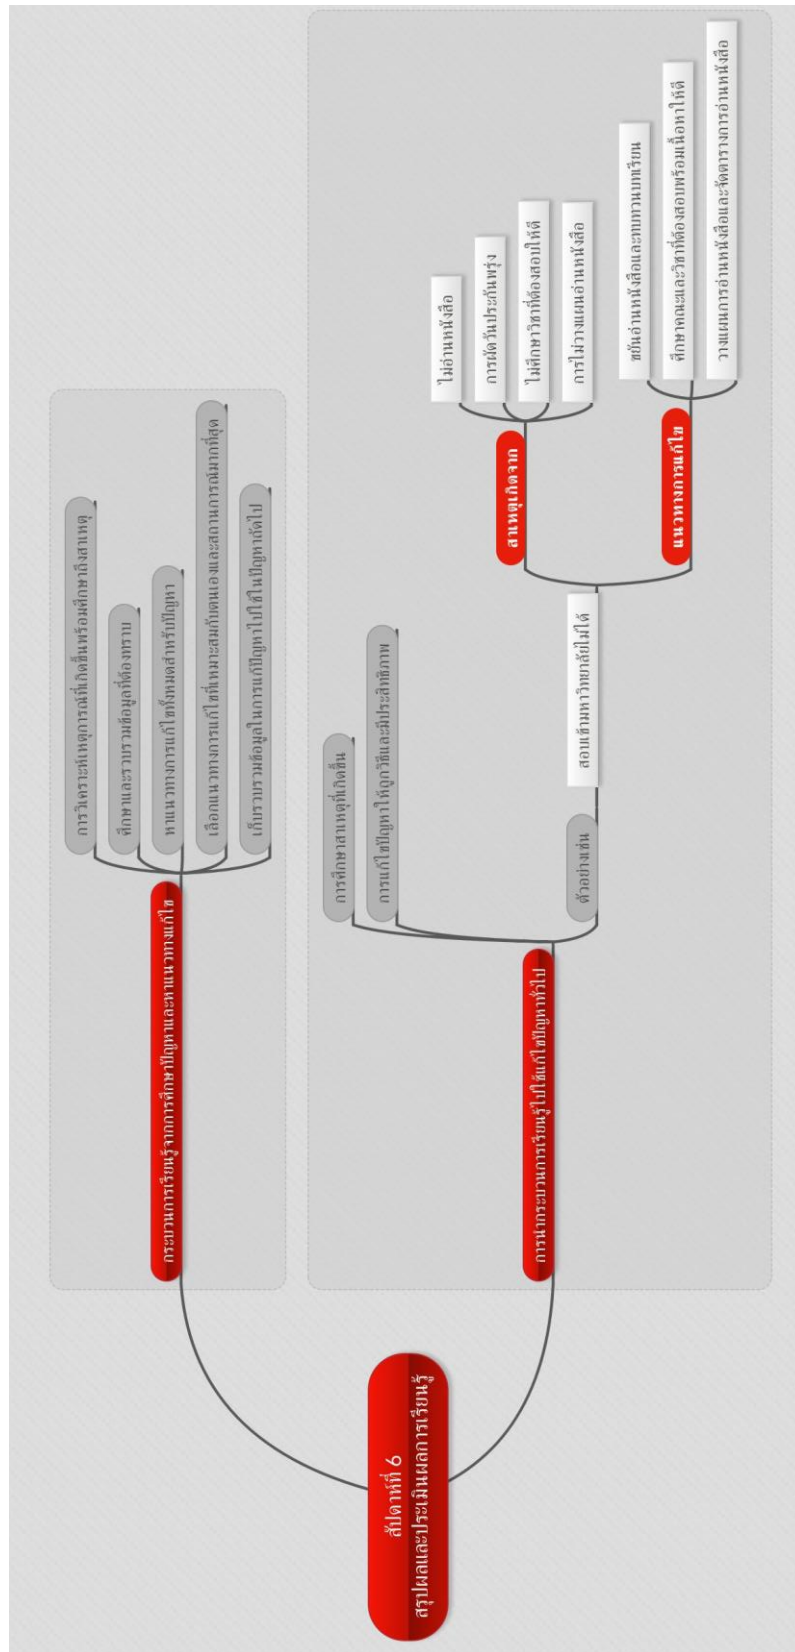 สัปดาห์ที่ 6
สรุปผลและประเมินผลการเรียนรู้
กระบวนการเรียนรู้จากการศึกษาปัญหาและหาแนวทางแก้ไข
การวิเคราะห์เหตุการณ์ที่เกิดขึ้นพร้อมศึกษาถึงสาเหตุ
ศึกษาและรวบรวมข้อมูลที่ต้องทราบ
หาแนวทางการแก้ไขทั้งหมดสำหรับปัญหา
เลือกแนวทางการแก้ไขที่เหมาะสมกับตนเองและสถานการณ์มากที่สุด
เก็บรวบรวมข้อมูลในการแก้ปัญหาไปใช้ในปัญหาถัดไป
การนำกระบวนการเรียนรู้ไปใช้แก้ไขปัญหาทั่วไป
การศึกษาสาเหตุที่เกิดขึ้น
การแก้ไขปัญหาให้ถูกวิธีและมีประสิทธิภาพ
ตัวอย่างเช่น
สอบเข้ามหาวิทยาลัยไม่ได้
สาเหตุเกิดจาก
ไม่อ่านหนังสือ
การผัดวันประกันพรุ่ง
ไม่ศึกษาวิชาที่ต้องสอบให้ดี
การไม่วางแผนอ่านหนังสือ
แนวทางการแก้ไข
ขยันอ่านหนังสือและทบทวนบทเรียน
ศึกษาคณะและวิชาที่ต้องสอบพร้อมเนื้อหาให้ดี
วางแผนการอ่านหนังสือและจัดตารางการอ่านหนังสือ